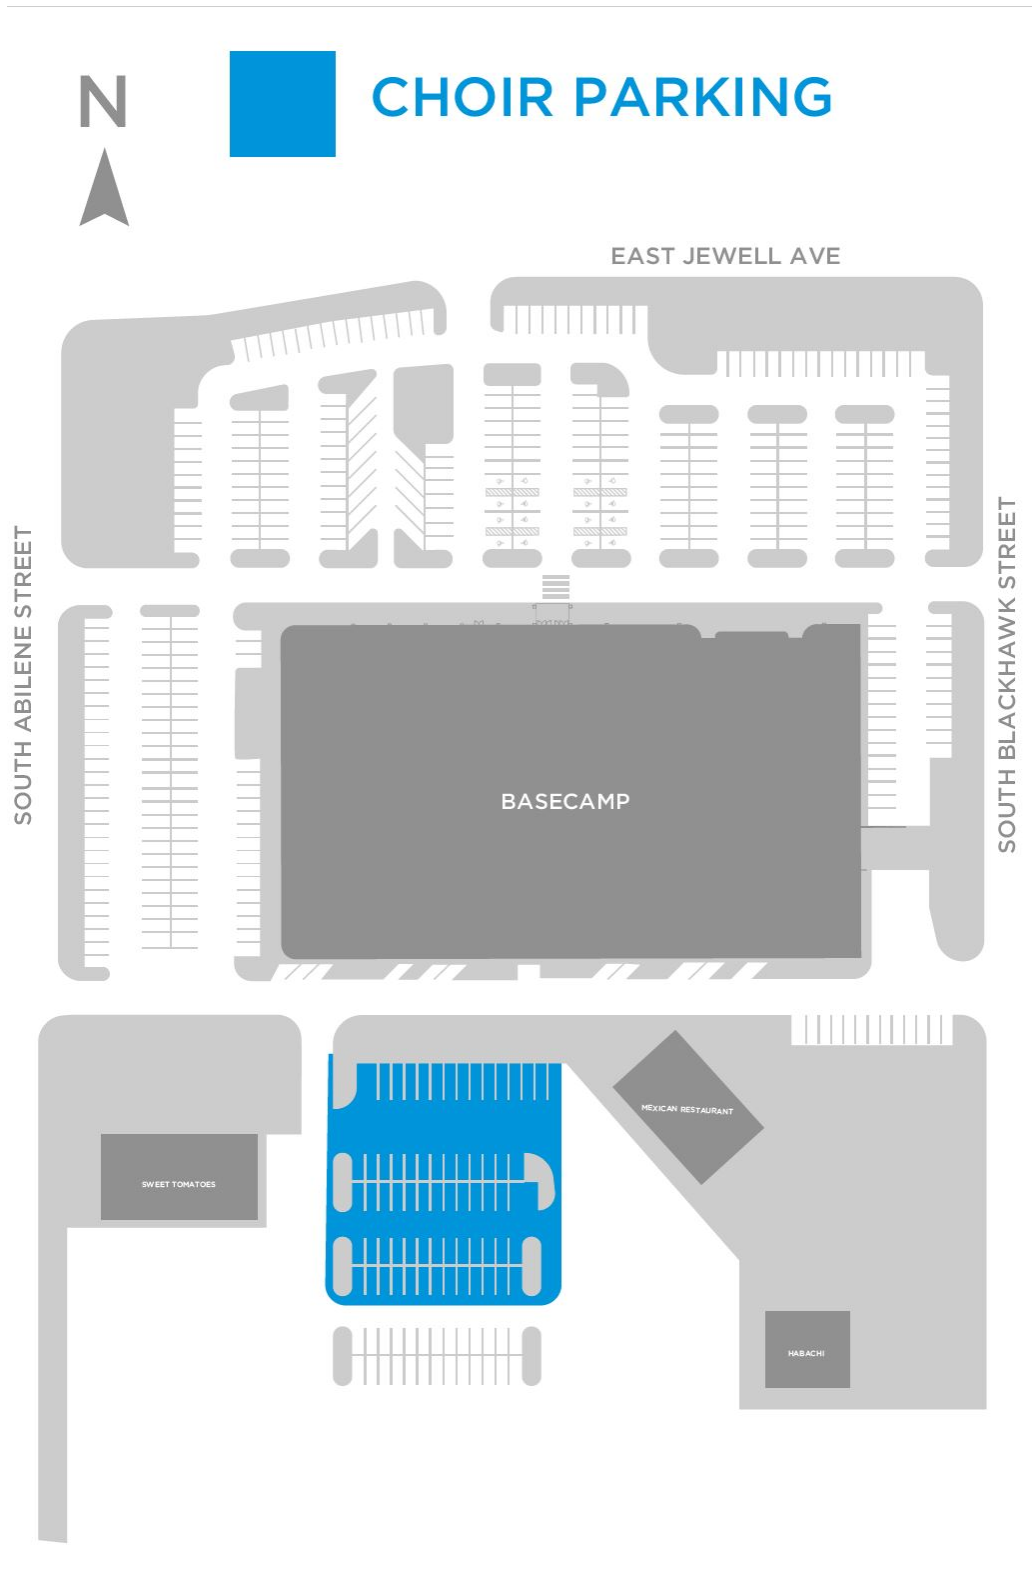 N
CHOIR PARKING
EAST JEWELL AVE
SOUTH ABILENE STREET
SOUTH BLACKHAWK STREET
BASECAMP
MEXICAN RESTAURANT
SWEET TOMATOES
HABACHI